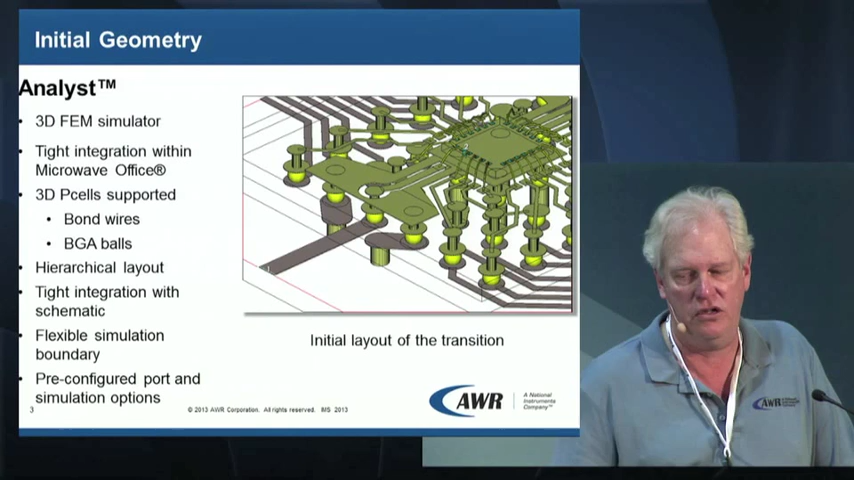 Initial Geometry
Analyst™
• 3D FEM simulator
• Tight integration within
Microwave Office®
• 3D Pcells supported
• Bond wires
• BGA balls
• Hierarchical layout
• Tight integration with
schematic
• Flexible simulation
boundary
• Pre-configured port and
simulation options
Initial layout of the transition
3
© 2013 AWR Corporation. All rights reserved. IMS 2013
AWR
A National
Instruments
Company™
AWR